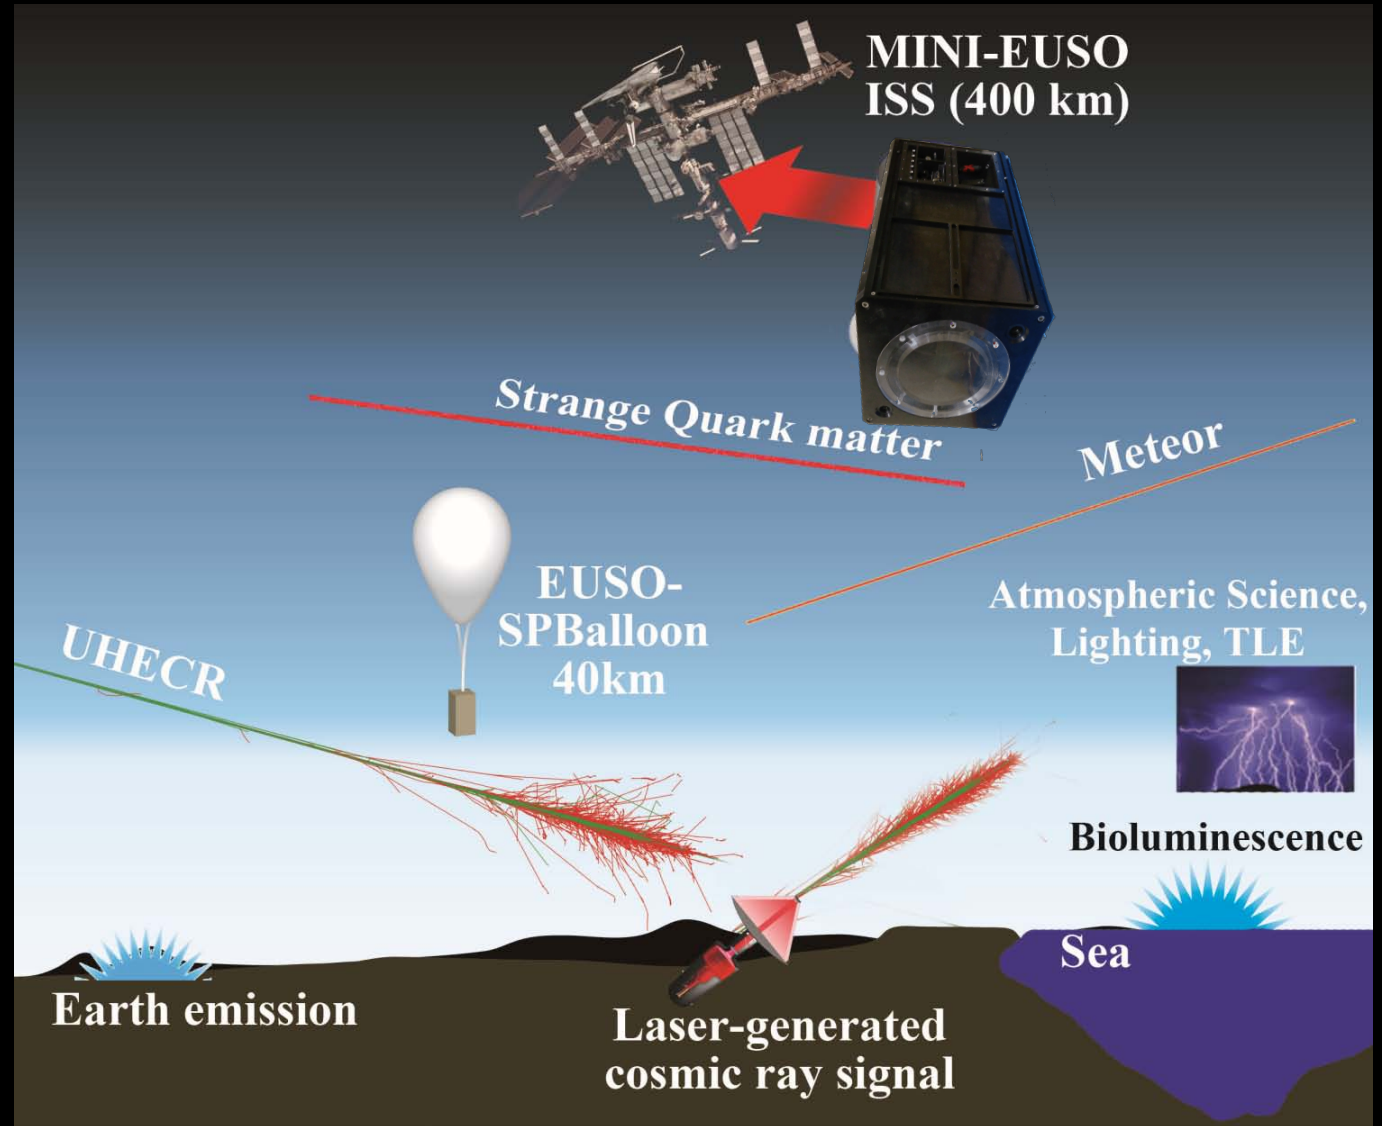 MINI-EUSO
ISS (400 km)
Strange Quark matter
Meteor
EUSO-
SPBalloon
40km
Atmospheric Science,
Lighting, TLE
UHECR
Bioluminescence
Sea
Earth emission
Laser-generated
cosmic ray signal